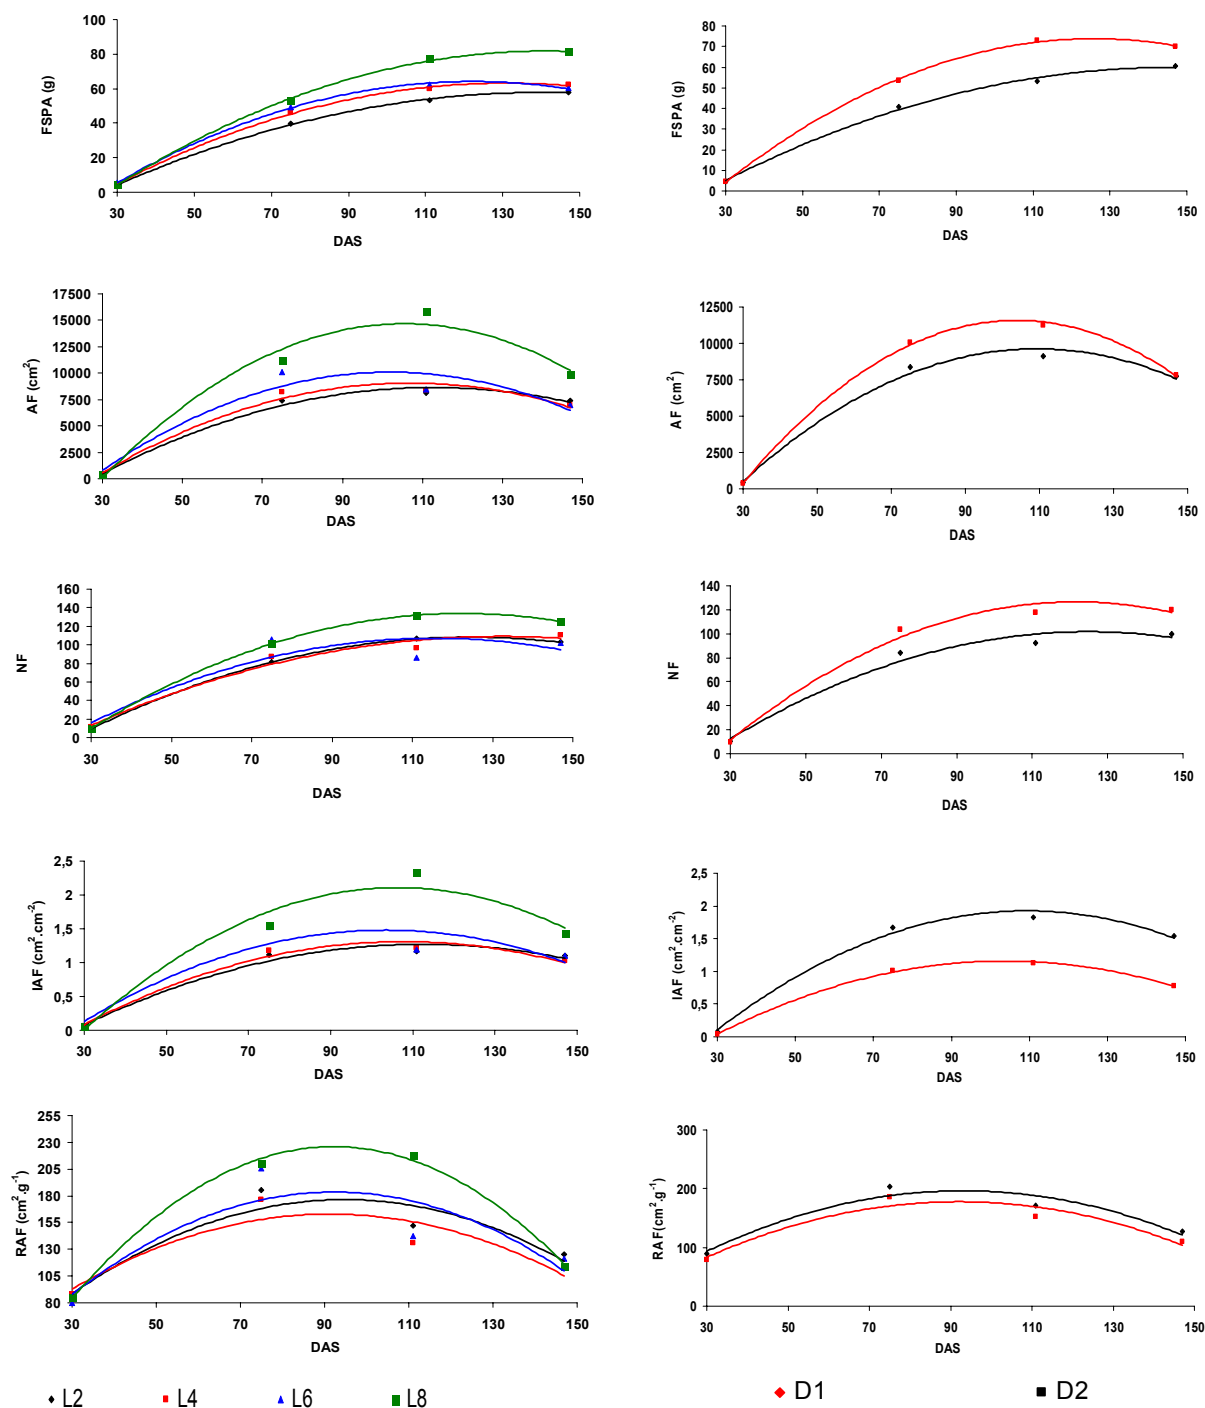 FSPA (g)
100
80
60
40
20
0
30 50 70 90 110 130 150
DAS
FSPA (g)
80
70
60
50
40
30
20
10
0
30 50 70 90 110 130 150
DAS
AF (cm²)
17500
15000
12500
10000
7500
5000
2500
0
30 50 70 90 110 130 150
DAS
AF (cm²)
12500
10000
7500
5000
2500
0
30 50 70 90 110 130 150
DAS
NF
160
140
120
100
80
60
40
20
0
30 50 70 90 110 130 150
DAS
NF
140
120
100
80
60
40
20
0
30 50 70 90 110 130 150
DAS
IAF (cm².cm⁻²)
2,5
2
1,5
1
0,5
0
30 50 70 90 110 130 150
DAS
IAF (cm².cm⁻²)
2,5
2
1,5
1
0,5
0
30 50 70 90 110 130 150
DAS
RAF (cm².g⁻¹)
255
230
205
180
155
130
105
80
30 50 70 90 110 130 150
DAS
RAF(cm².g⁻¹)
300
200
100
0
30 50 70 90 110 130 150
DAS
L2 L4 L6 L8
D1 D2